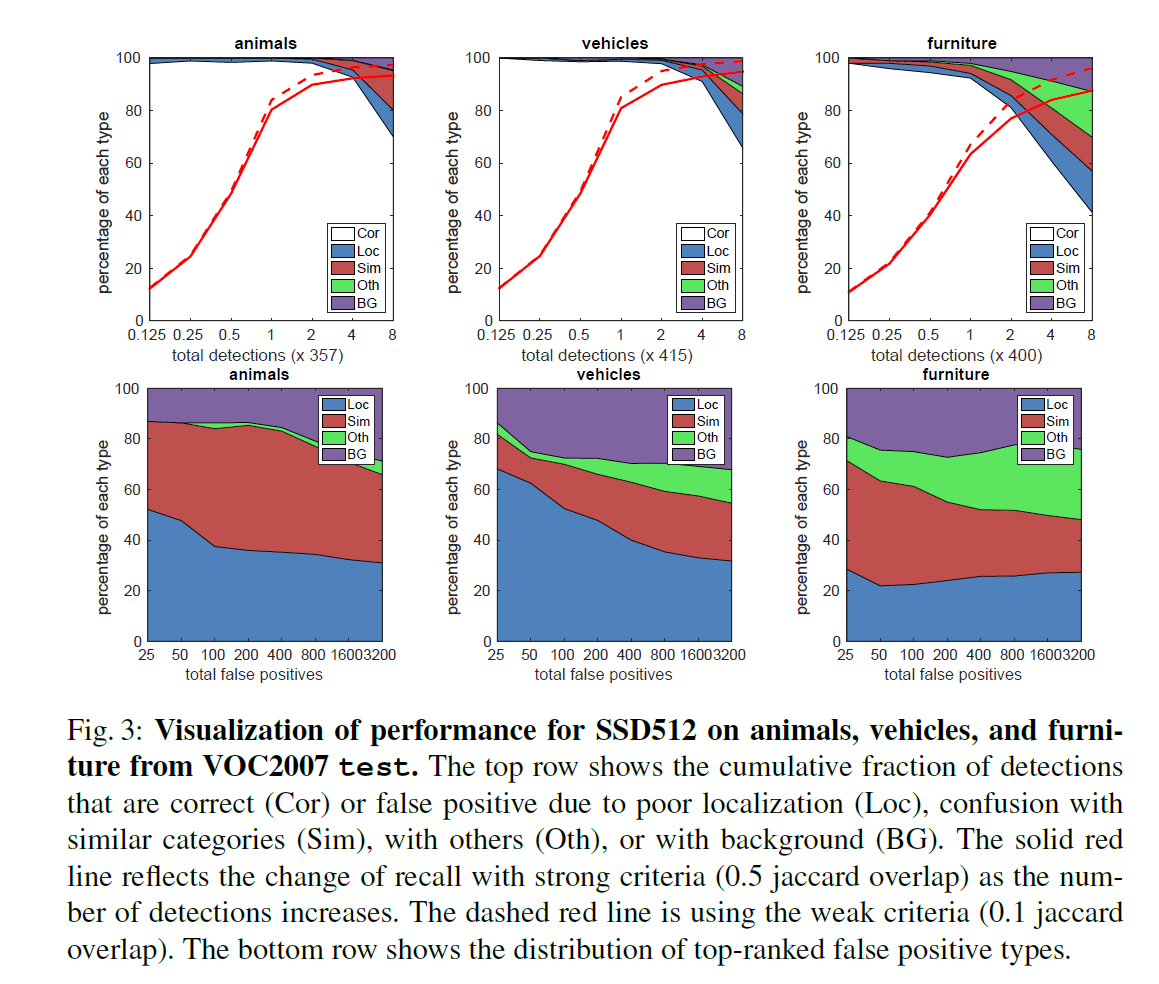 animals
vehicles
furniture
percentage of each type
100
80
60
40
20
0
Cor
Loc
Sim
Oth
BG
0.125 0.25 0.5 1 2 4 8
total detections (x 357)
percentage of each type
100
80
60
40
20
0
Cor
Loc
Sim
Oth
BG
0.125 0.25 0.5 1 2 4 8
total detections (x 415)
percentage of each type
100
80
60
40
20
0
Cor
Loc
Sim
Oth
BG
0.125 0.25 0.5 1 2 4 8
total detections (x 400)
animals
vehicles
furniture
percentage of each type
100
80
60
40
20
0
Loc
Sim
Oth
BG
25 50 100 200 400 800 1600 3200
total false positives
percentage of each type
100
80
60
40
20
0
Loc
Sim
Oth
BG
25 50 100 200 400 800 1600 3200
total false positives
percentage of each type
100
80
60
40
20
0
Loc
Sim
Oth
BG
25 50 100 200 400 800 1600 3200
total false positives
Fig. 3: Visualization of performance for SSD512 on animals, vehicles, and furni-
ture from VOC2007 test. The top row shows the cumulative fraction of detections
that are correct (Cor) or false positive due to poor localization (Loc), confusion with
similar categories (Sim), with others (Oth), or with background (BG). The solid red
line reflects the change of recall with strong criteria (0.5 jaccard overlap) as the num-
ber of detections increases. The dashed red line is using the weak criteria (0.1 jaccard
overlap). The bottom row shows the distribution of top-ranked false positive types.